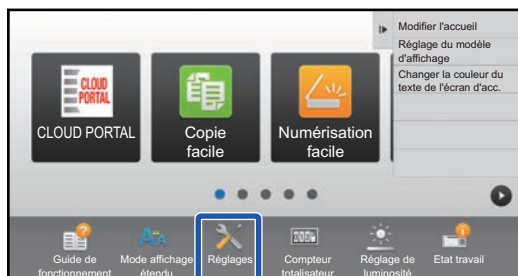 Modifier l'accueil
Réglage du modèle
d'affichage
Changer la couleur du
texte de l'écran d'acc.
CLOUD
PORTAL
CLOUD PORTAL
Copie
facile
Numérisation
facile
Guide de
fonctionnement
Mode affichage
étendu
Réglages
Compteur
totalisateur
Réglage de
luminosité
Etat travail